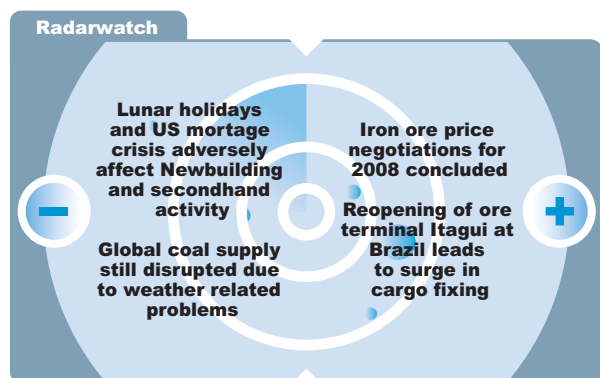 Radarwatch
Lunar holidays
and US mortage
crisis adversely
affect Newbuilding
and secondhand
activity
Global coal supply
still disrupted due
to weather related
problems
Iron ore price
negotiations for
2008 concluded
Reopening of ore
terminal Itagui at
Brazil leads
to surge in
cargo fixing